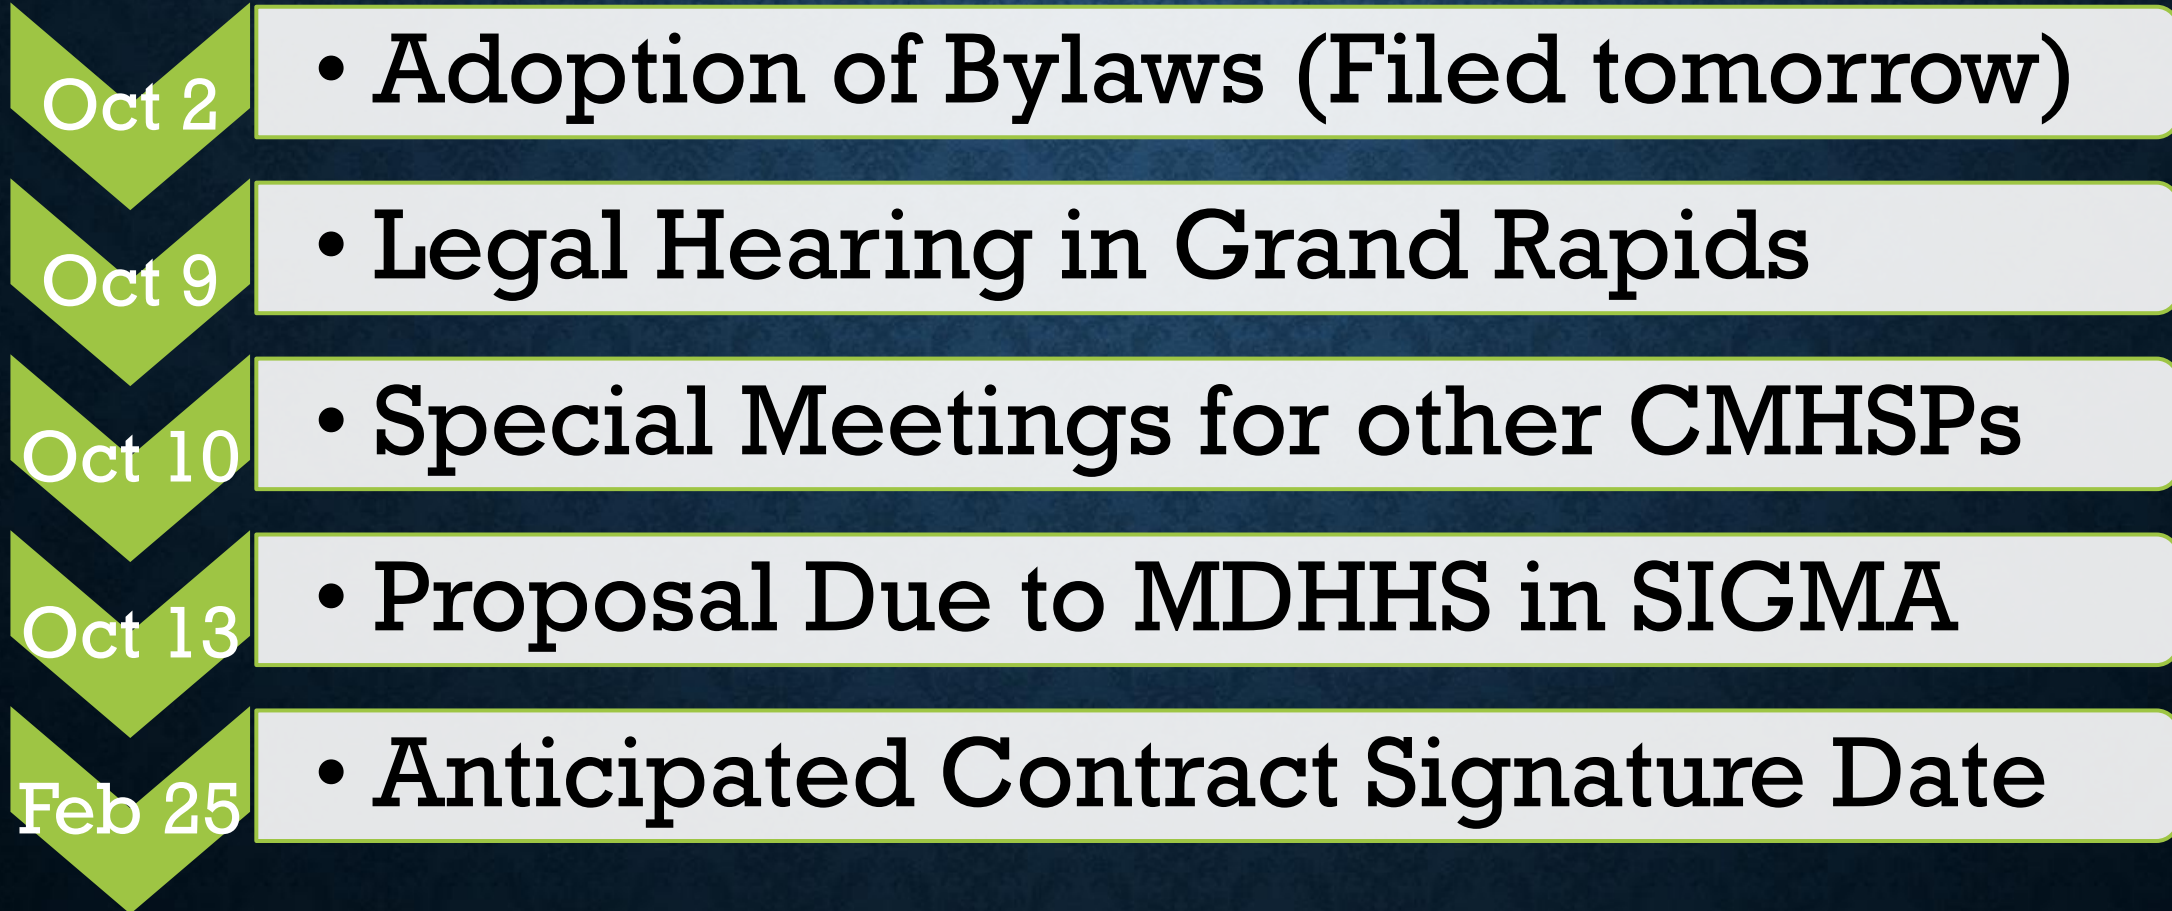 Oct 2
• Adoption of Bylaws (Filed tomorrow)
Oct 9
• Legal Hearing in Grand Rapids
Oct 10
• Special Meetings for other CMHSPs
Oct 13
• Proposal Due to MDHHS in SIGMA
Feb 25
• Anticipated Contract Signature Date